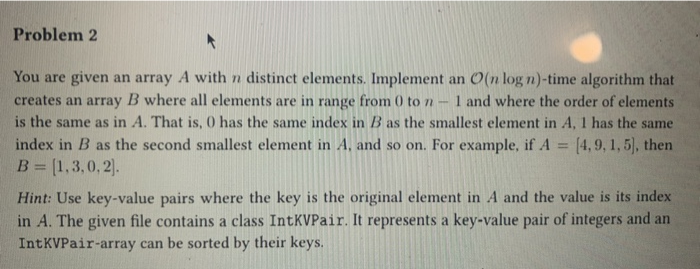 Problem 2
You are given an array A with n distinct elements. Implement an O(n log n)-time algorithm that
creates an array B where all elements are in range from 0 to n − 1 and where the order of elements
is the same as in A. That is, 0 has the same index in B as the smallest element in A, 1 has the same
index in B as the second smallest element in A, and so on. For example, if A = [4, 9, 1, 5], then
B = [1, 3, 0, 2].
Hint: Use key-value pairs where the key is the original element in A and the value is its index
in A. The given file contains a class IntKVPair. It represents a key-value pair of integers and an
IntKVPair-array can be sorted by their keys.